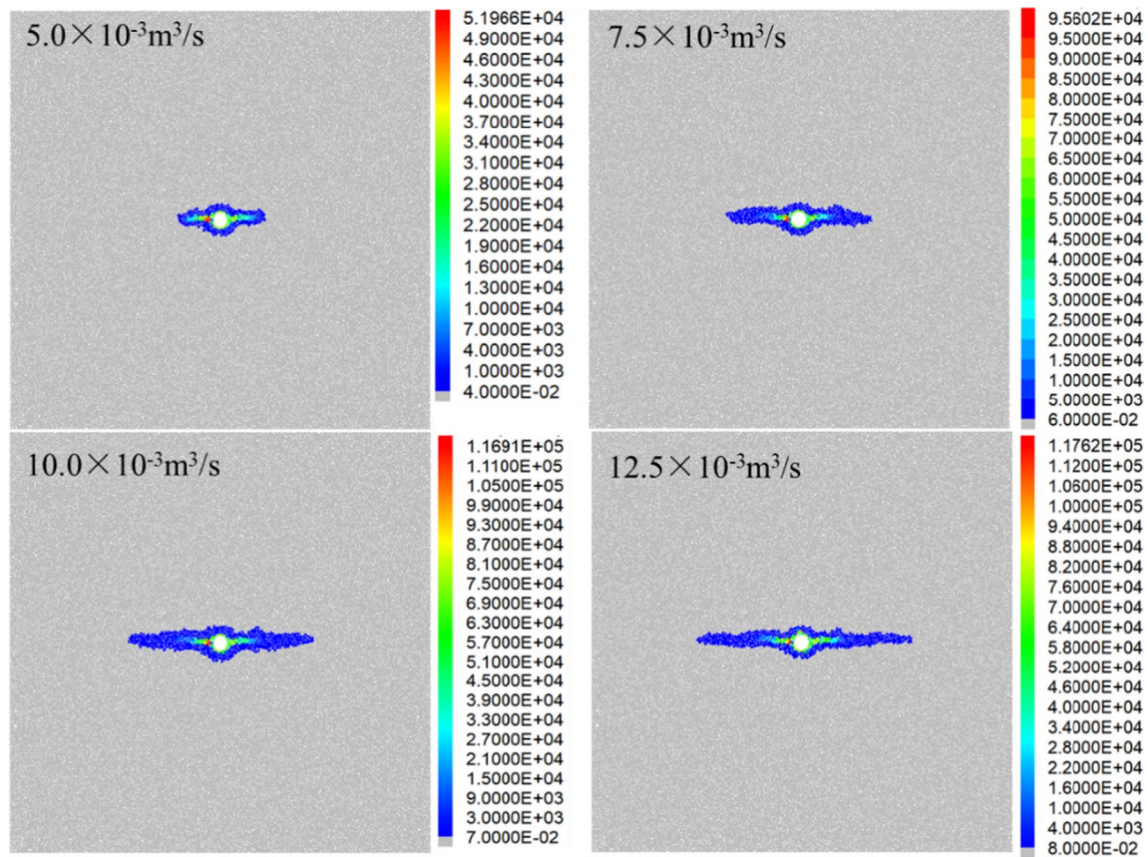 5.0×10⁻³m³/s
5.1966E+04
4.9000E+04
4.6000E+04
4.3000E+04
4.0000E+04
3.7000E+04
3.4000E+04
3.1000E+04
2.8000E+04
2.5000E+04
2.2000E+04
1.9000E+04
1.6000E+04
1.3000E+04
1.0000E+04
7.0000E+03
4.0000E+03
1.0000E+03
4.0000E-02
7.5×10⁻³m³/s
9.5602E+04
9.5000E+04
9.0000E+04
8.5000E+04
8.0000E+04
7.5000E+04
7.0000E+04
6.5000E+04
6.0000E+04
5.5000E+04
5.0000E+04
4.5000E+04
4.0000E+04
3.5000E+04
3.0000E+04
2.5000E+04
2.0000E+04
1.5000E+04
1.0000E+04
5.0000E+03
6.0000E-02
10.0×10⁻³m³/s
1.1691E+05
1.1100E+05
1.0500E+05
9.9000E+04
9.3000E+04
8.7000E+04
8.1000E+04
7.5000E+04
6.9000E+04
6.3000E+04
5.7000E+04
5.1000E+04
4.5000E+04
3.9000E+04
3.3000E+04
2.7000E+04
2.1000E+04
1.5000E+04
9.0000E+03
3.0000E+03
7.0000E-02
12.5×10⁻³m³/s
1.1762E+05
1.1200E+05
1.0600E+05
1.0000E+05
9.4000E+04
8.8000E+04
8.2000E+04
7.6000E+04
7.0000E+04
6.4000E+04
5.8000E+04
5.2000E+04
4.6000E+04
4.0000E+04
3.4000E+04
2.8000E+04
2.2000E+04
1.6000E+04
1.0000E+04
4.0000E+03
8.0000E-02